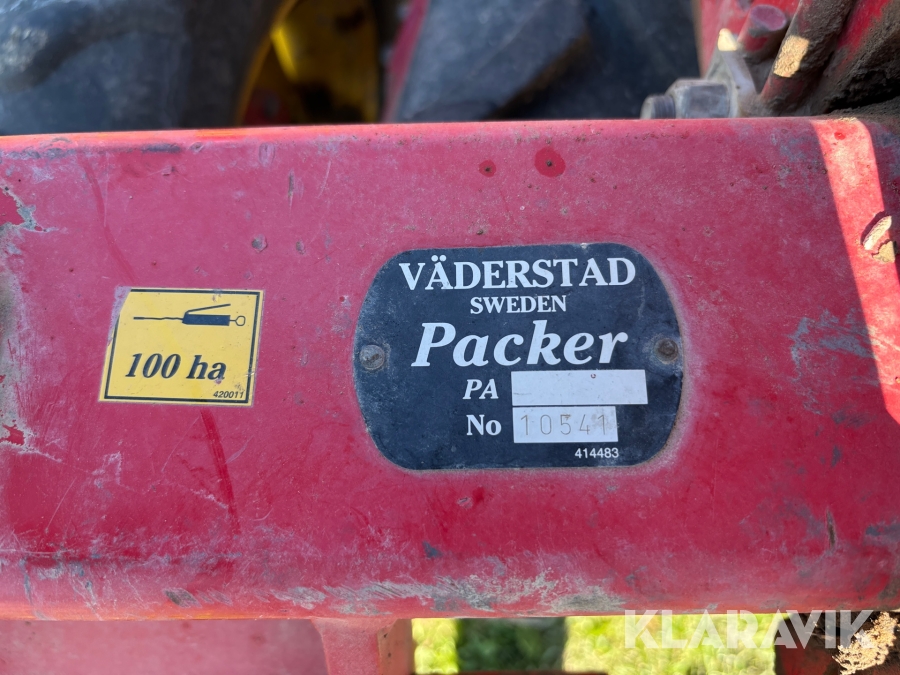 VÄDERSTAD
SWEDEN
Packer
PA
No 10541
414483
100 ha
420011
KLARAVIK